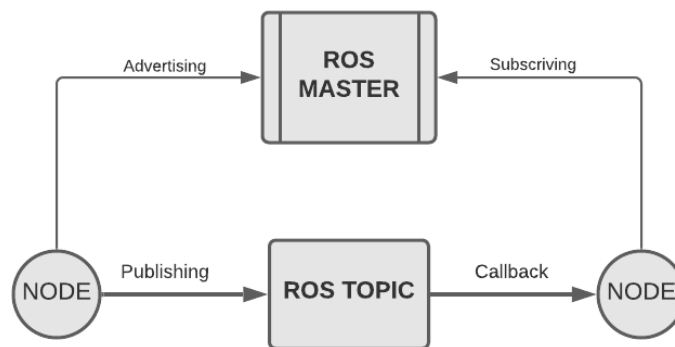 Advertising
ROS
MASTER
Subscriving
NODE
Publishing
ROS TOPIC
Callback
NODE